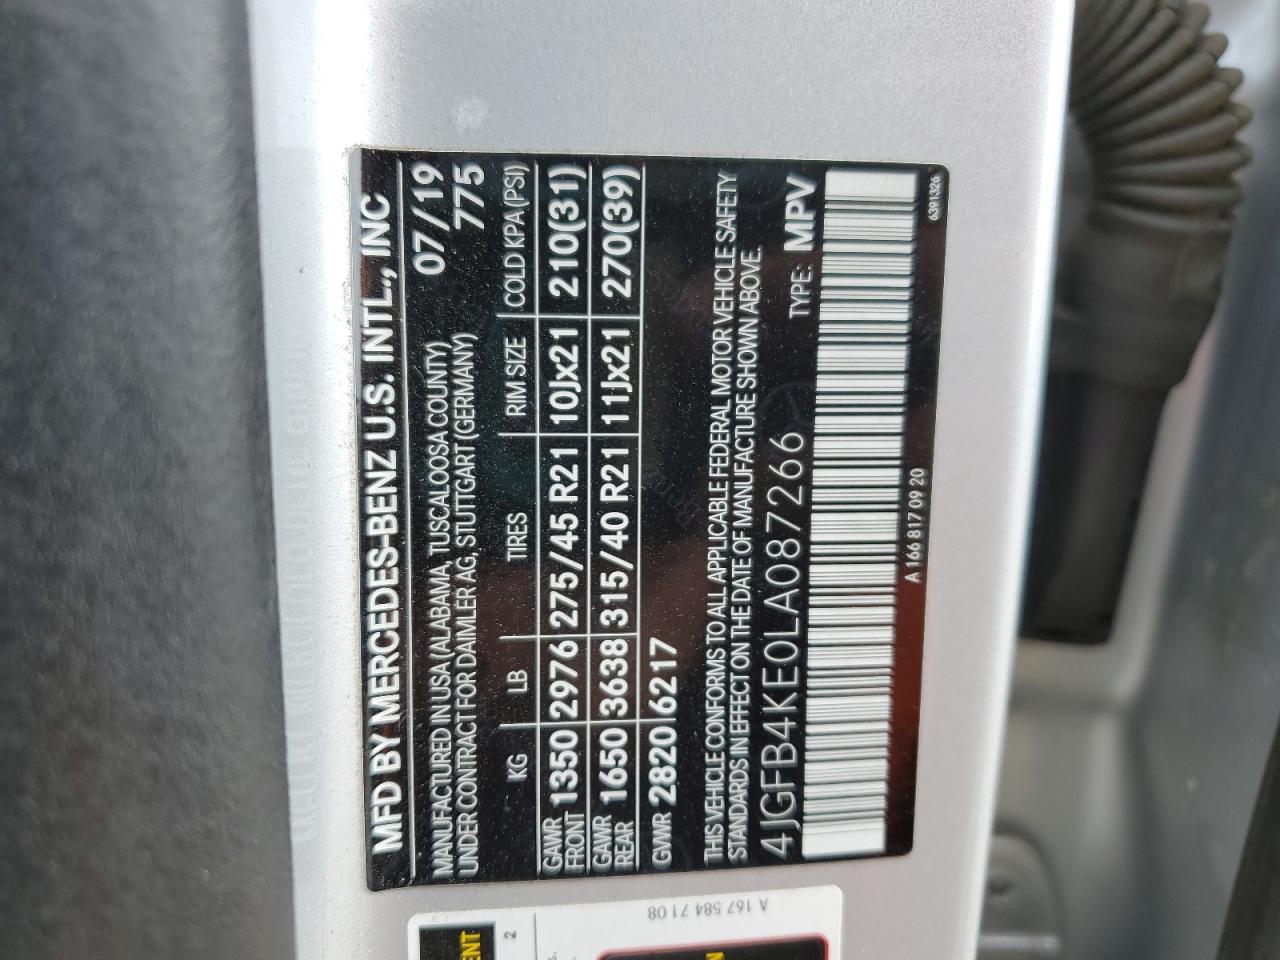 MFD BY MERCEDES-BENZ U.S. INTL., INC
MANUFACTURED IN USA (ALABAMA, TUSCALOOSA COUNTY) 07/19
UNDER CONTRACT FOR DAIMLER AG, STUTTGART (GERMANY) 775
KG LB TIRES RIM SIZE COLD KPA (PSI)
GAWR FRONT 1350 2976 275/45 R21 10Jx21 210(31)
GAWR REAR 1650 3638 315/40 R21 11Jx21 270(39)
GVWR 2820 6217
THIS VEHICLE CONFORMS TO ALL APPLICABLE FEDERAL MOTOR VEHICLE SAFETY
STANDARDS IN EFFECT ON THE DATE OF MANUFACTURE SHOWN ABOVE.
4JGFB4KE0LA087266 TYPE: MPV
A 166 817 09 20
6391326
A 167 584 71 08
2